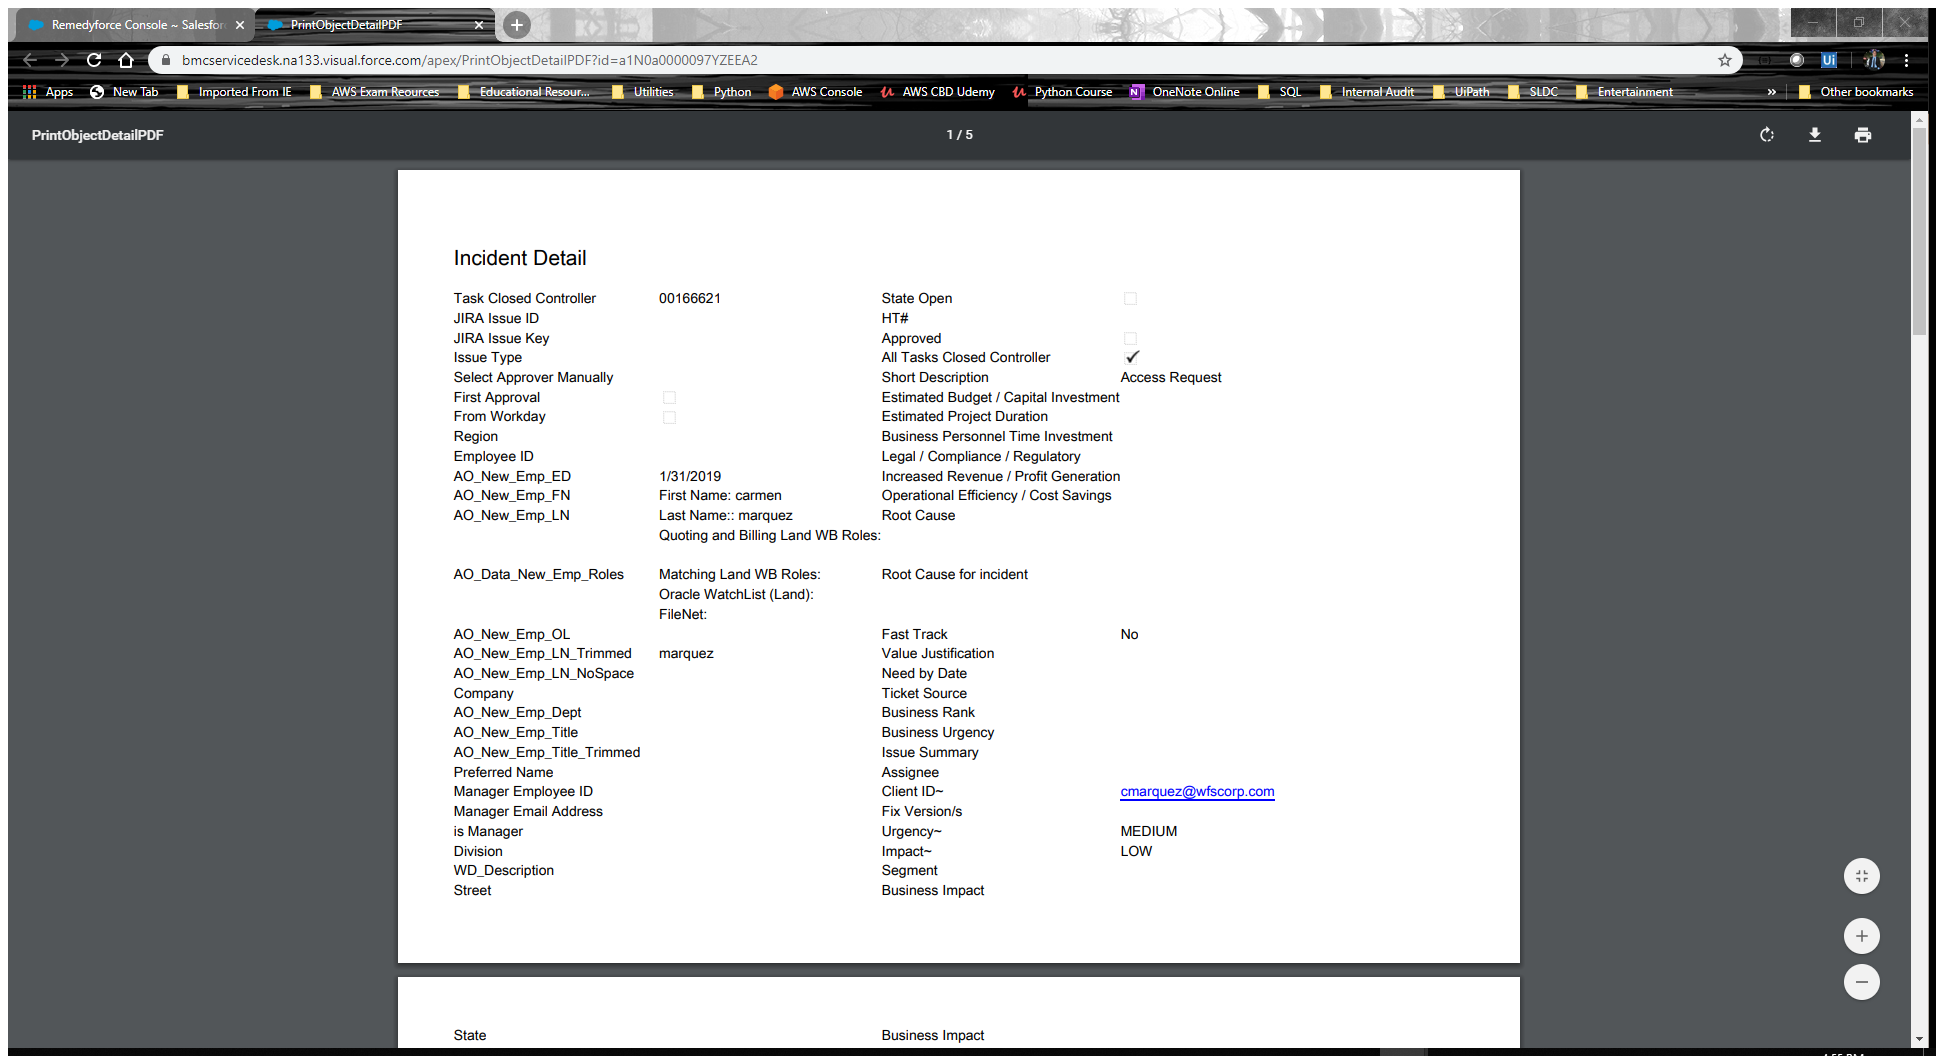 Remedyforce Console ~ Salesfor
PrintObjectDetailPDF
bmcservicedesk.na133.visual.force.com/apex/PrintObjectDetailPDF?id=a1N0a0000097YZEEA2
Apps New Tab Imported From IE AWS Exam Reources Educational Resour... Utilities Python AWS Console AWS CBD Udemy Python Course OneNote Online SQL Internal Audit UiPath SLDC Entertainment » Other bookmarks
PrintObjectDetailPDF 1 / 5
Incident Detail
Task Closed Controller 00166621 State Open
JIRA Issue ID HT#
JIRA Issue Key Approved
Issue Type All Tasks Closed Controller
Select Approver Manually Short Description Access Request
First Approval Estimated Budget / Capital Investment
From Workday Estimated Project Duration
Region Business Personnel Time Investment
Employee ID Legal / Compliance / Regulatory
AO_New_Emp_ED 1/31/2019 Increased Revenue / Profit Generation
AO_New_Emp_FN First Name: carmen Operational Efficiency / Cost Savings
AO_New_Emp_LN Last Name:: marquez Root Cause
Quoting and Billing Land WB Roles:
AO_Data_New_Emp_Roles Matching Land WB Roles: Root Cause for incident
Oracle WatchList (Land):
FileNet:
AO_New_Emp_OL Fast Track No
AO_New_Emp_LN_Trimmed marquez Value Justification
AO_New_Emp_LN_NoSpace Need by Date
Company Ticket Source
AO_New_Emp_Dept Business Rank
AO_New_Emp_Title Business Urgency
AO_New_Emp_Title_Trimmed Issue Summary
Preferred Name Assignee
Manager Employee ID Client ID~ cmarquez@wfscorp.com
Manager Email Address Fix Version/s
is Manager Urgency~ MEDIUM
Division Impact~ LOW
WD_Description Segment
Street Business Impact
State Business Impact